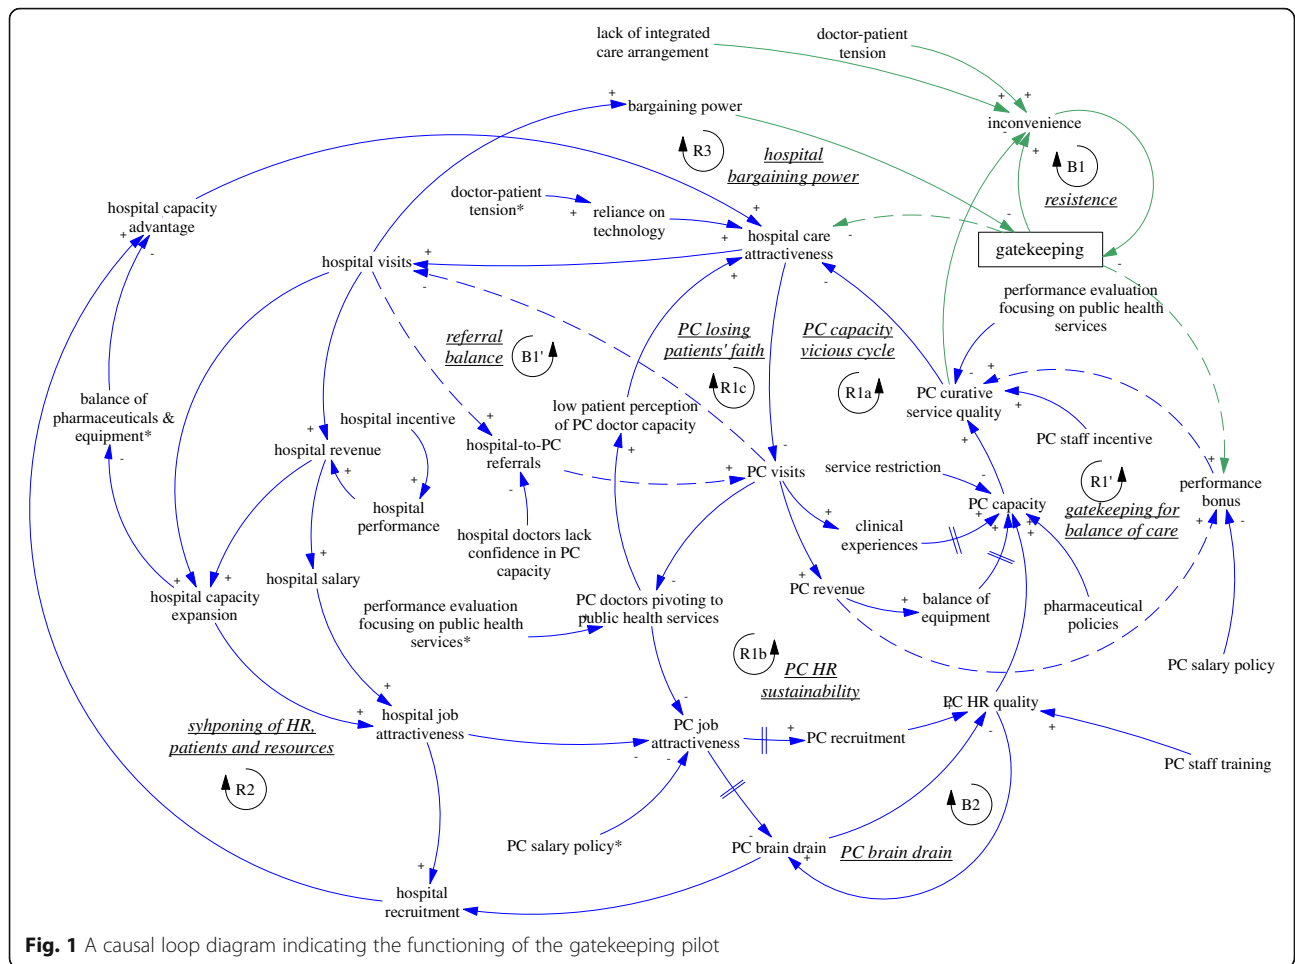 lack of integrated
care arrangement
doctor-patient
tension
bargaining power
inconvenience
R3
hospital
bargaining power
B1
resistence
doctor-patient
tension*
reliance on
technology
hospital capacity
advantage
hospital care
attractiveness
gatekeeping
hospital visits
performance evaluation
focusing on public health
services
referral
balance
B1'
PC losing
patients' faith
R1c
PC capacity
vicious cycle
R1a
PC curative
service quality
balance of
pharmaceuticals &
equipment*
hospital incentive
low patient perception
of PC doctor capacity
hospital revenue
hospital-to-PC
referrals
PC visits
service restriction
PC staff incentive
R1'
gatekeeping for
balance of care
performance
bonus
hospital
performance
PC capacity
clinical
experiences
hospital doctors lack
confidence in PC
capacity
hospital salary
hospital capacity
expansion
performance evaluation
focusing on public health
services*
PC doctors pivoting to
public health services
PC revenue
balance of
equipment
pharmaceutical
policies
R1b
PC HR
sustainability
PC salary policy
syhponing of HR,
patients and resources
R2
hospital job
attractiveness
PC job
attractiveness
PC recruitment
PC HR quality
PC staff training
B2
PC salary policy*
PC brain drain
PC brain drain
hospital
recruitment
Fig. 1 A causal loop diagram indicating the functioning of the gatekeeping pilot